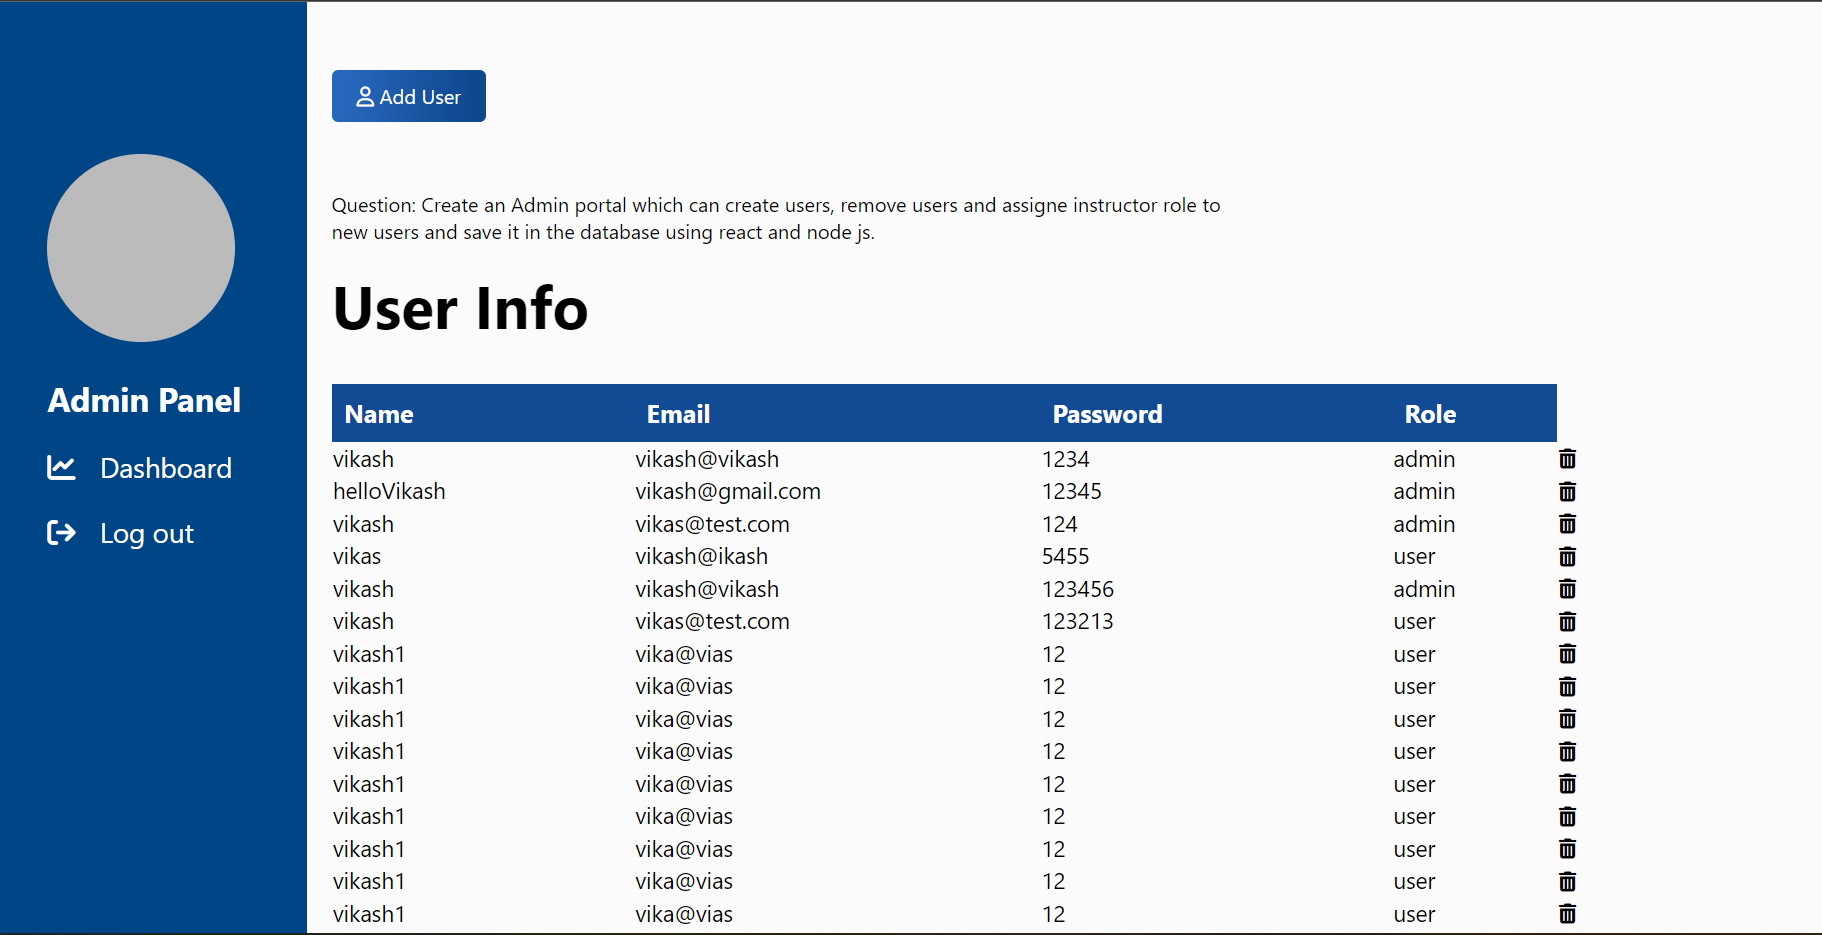 Add User
Question: Create an Admin portal which can create users, remove users and assigne instructor role to
new users and save it in the database using react and node js.
User Info
Admin Panel
Dashboard
Log out
Name Email Password Role
vikash vikash@vikash 1234 admin
helloVikash vikash@gmail.com 12345 admin
vikash vikas@test.com 124 admin
vikas vikash@ikash 5455 user
vikash vikash@vikash 123456 admin
vikash vikas@test.com 123213 user
vikash1 vika@vias 12 user
vikash1 vika@vias 12 user
vikash1 vika@vias 12 user
vikash1 vika@vias 12 user
vikash1 vika@vias 12 user
vikash1 vika@vias 12 user
vikash1 vika@vias 12 user
vikash1 vika@vias 12 user
vikash1 vika@vias 12 user